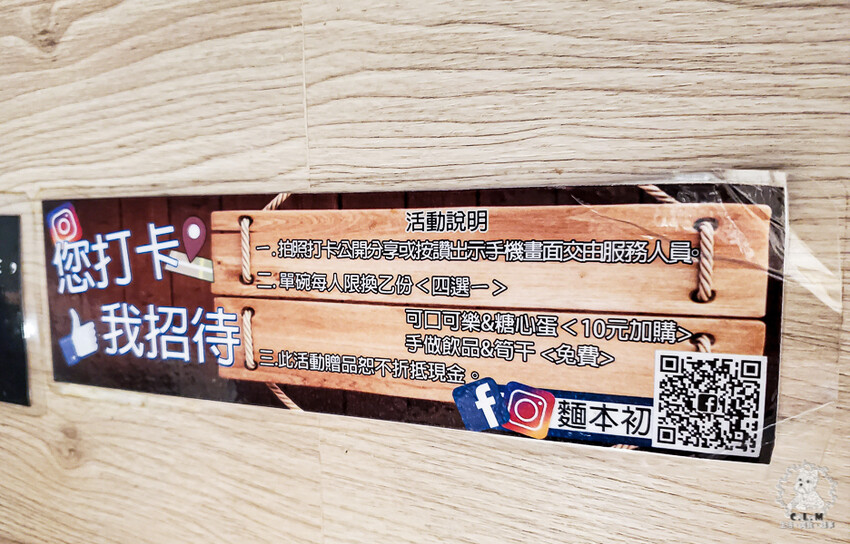 您打卡
我招待
活動說明
一.拍照打卡公開分享或按讚出示手機畫面交由服務人員。
二.單碗每人限換乙份<四選一>
可口可樂&糖心蛋<10元加購>
手做飲品&筍干<免費>
三.此活動贈品恕不折抵現金。
麵本初
C.L.M